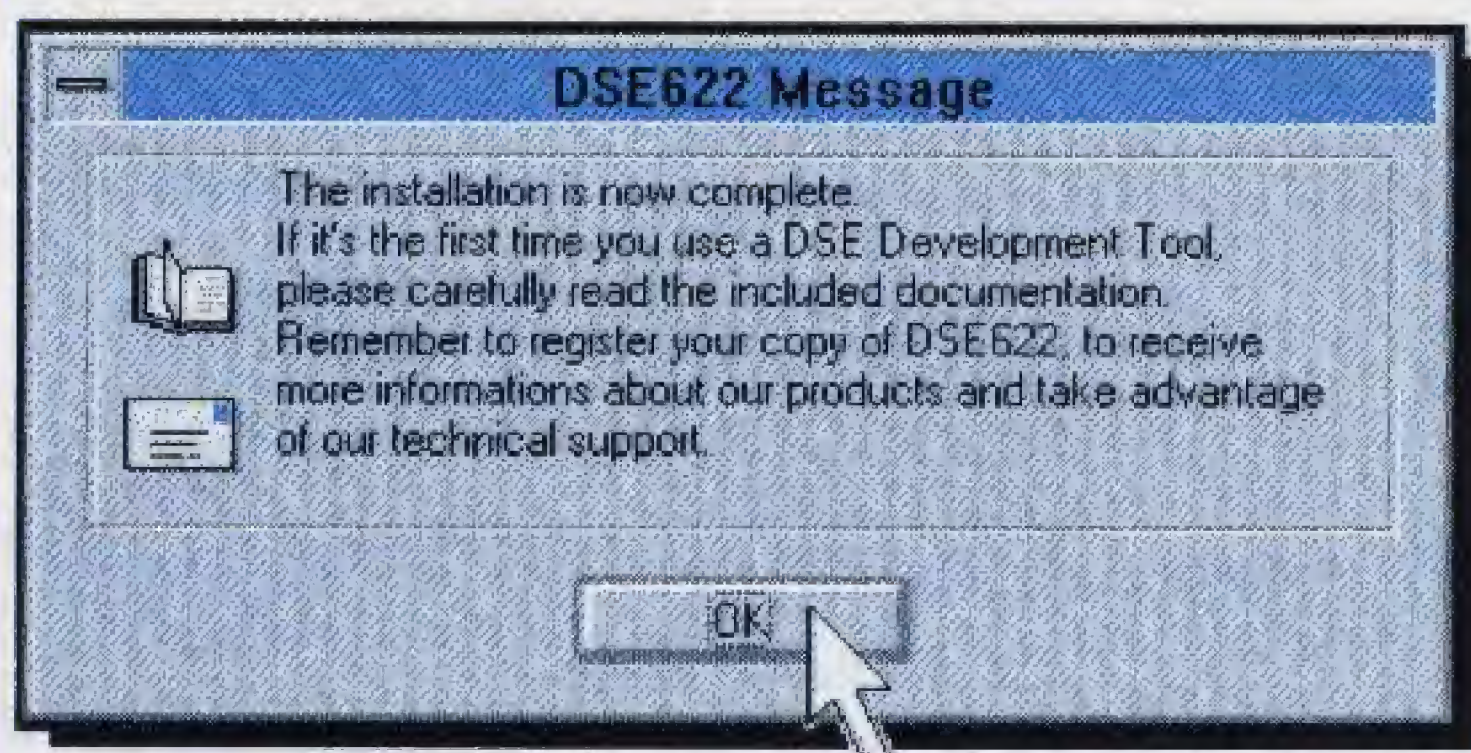 DSE622 Message
The installation is now complete.
If it's the first time you use a DSE Development Tool,
please carefully read the included documentation.
Remember to register your copy of DSE622, to receive
more informations about our products and take advantage
of our technical support.
OK